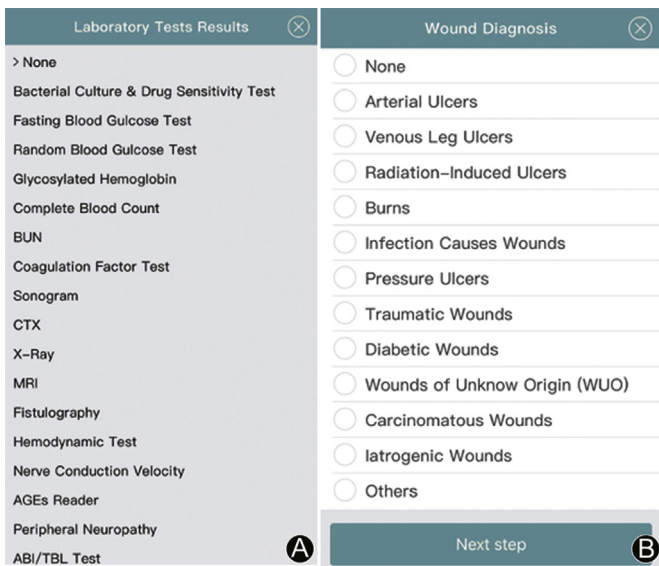 Laboratory Tests Results
> None
Bacterial Culture & Drug Sensitivity Test
Fasting Blood Gulcose Test
Random Blood Gulcose Test
Glycosylated Hemoglobin
Complete Blood Count
BUN
Coagulation Factor Test
Sonogram
CTX
X-Ray
MRI
Fistulography
Hemodynamic Test
Nerve Conduction Velocity
AGEs Reader
Peripheral Neuropathy
ABI/TBL Test
A
Wound Diagnosis
None
Arterial Ulcers
Venous Leg Ulcers
Radiation-Induced Ulcers
Burns
Infection Causes Wounds
Pressure Ulcers
Traumatic Wounds
Diabetic Wounds
Wounds of Unknow Origin (WUO)
Carcinomatous Wounds
Iatrogenic Wounds
Others
Next step
B